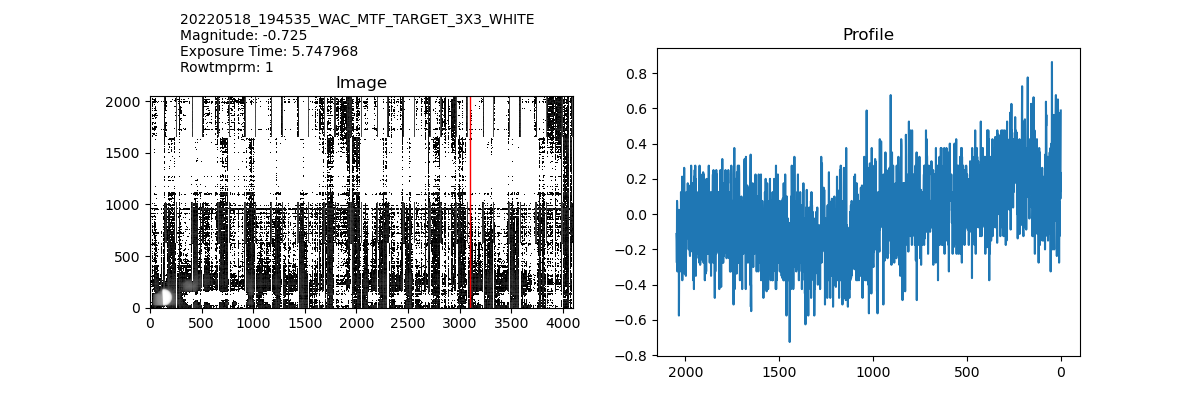 20220518_194535_WAC_MTF_TARGET_3X3_WHITE
Magnitude: -0.725
Exposure Time: 5.747968
Rowtmprm: 1
Image
2000
1500
1000
500
0
0 500 1000 1500 2000 2500 3000 3500 4000
Profile
0.8
0.6
0.4
0.2
0.0
−0.2
−0.4
−0.6
−0.8
2000 1500 1000 500 0